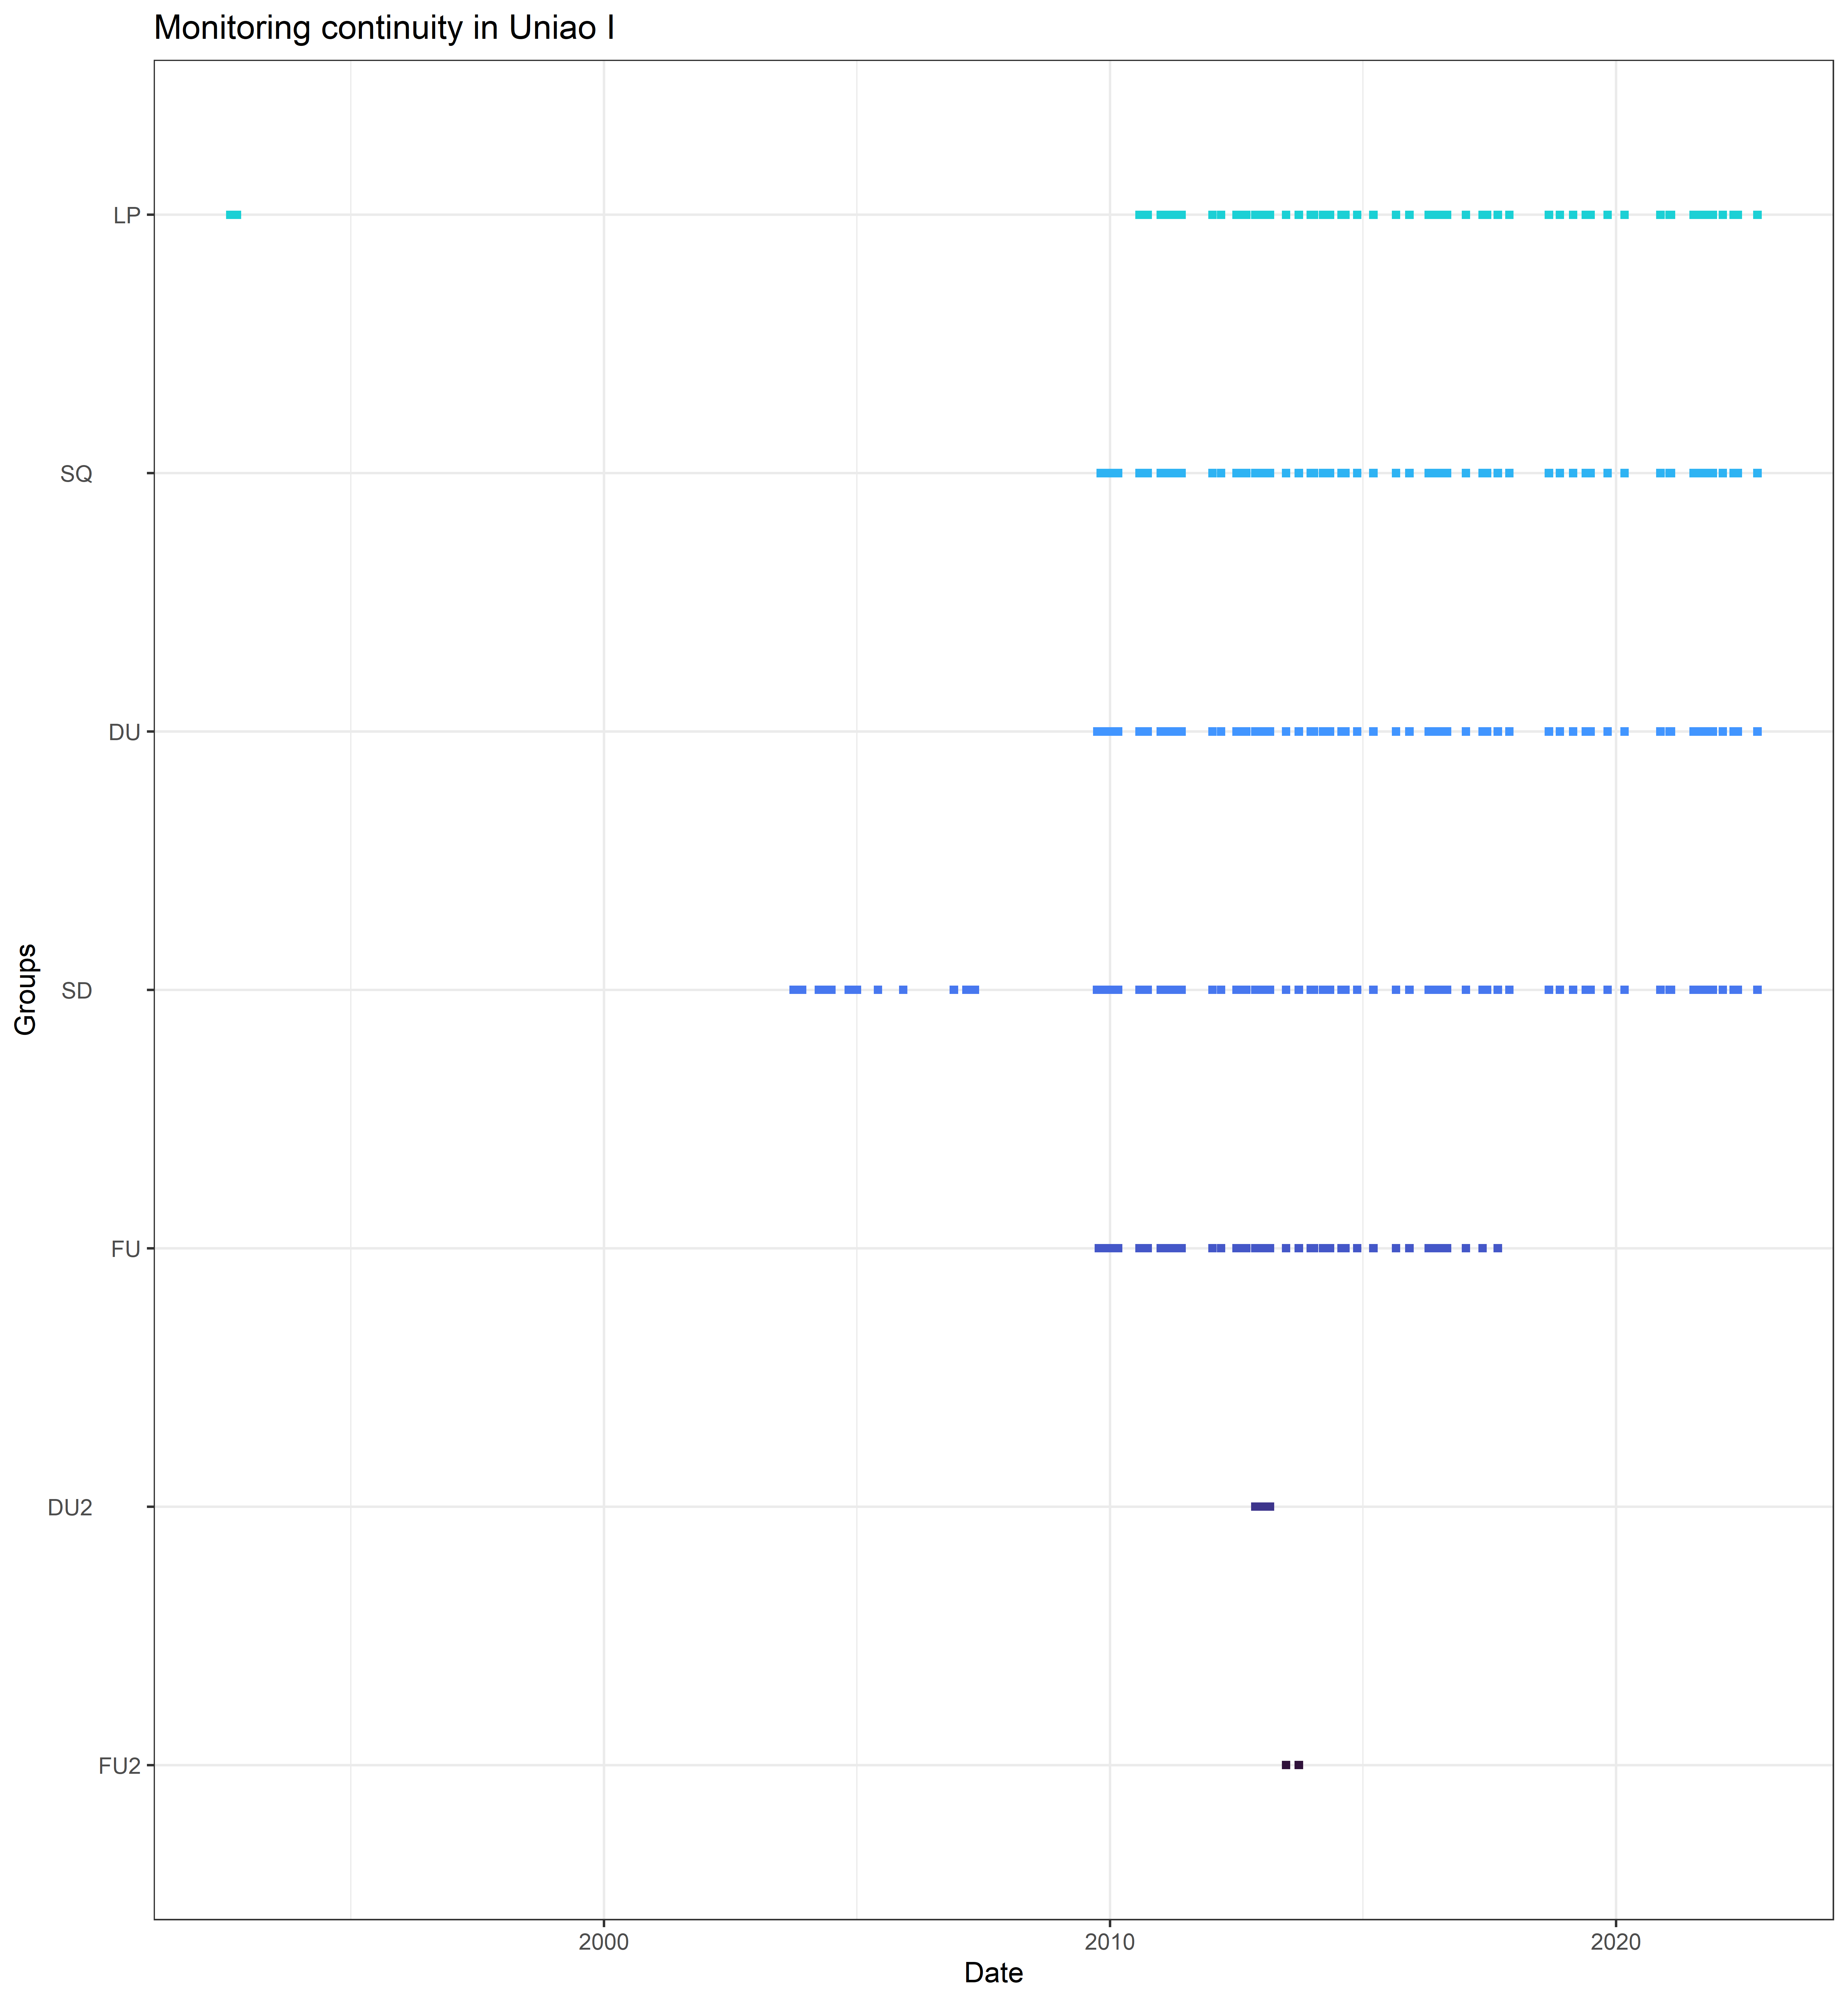 Monitoring continuity in Uniao I
LP
SQ
DU
SD
Groups
FU
DU2
FU2
2000
2010
2020
Date